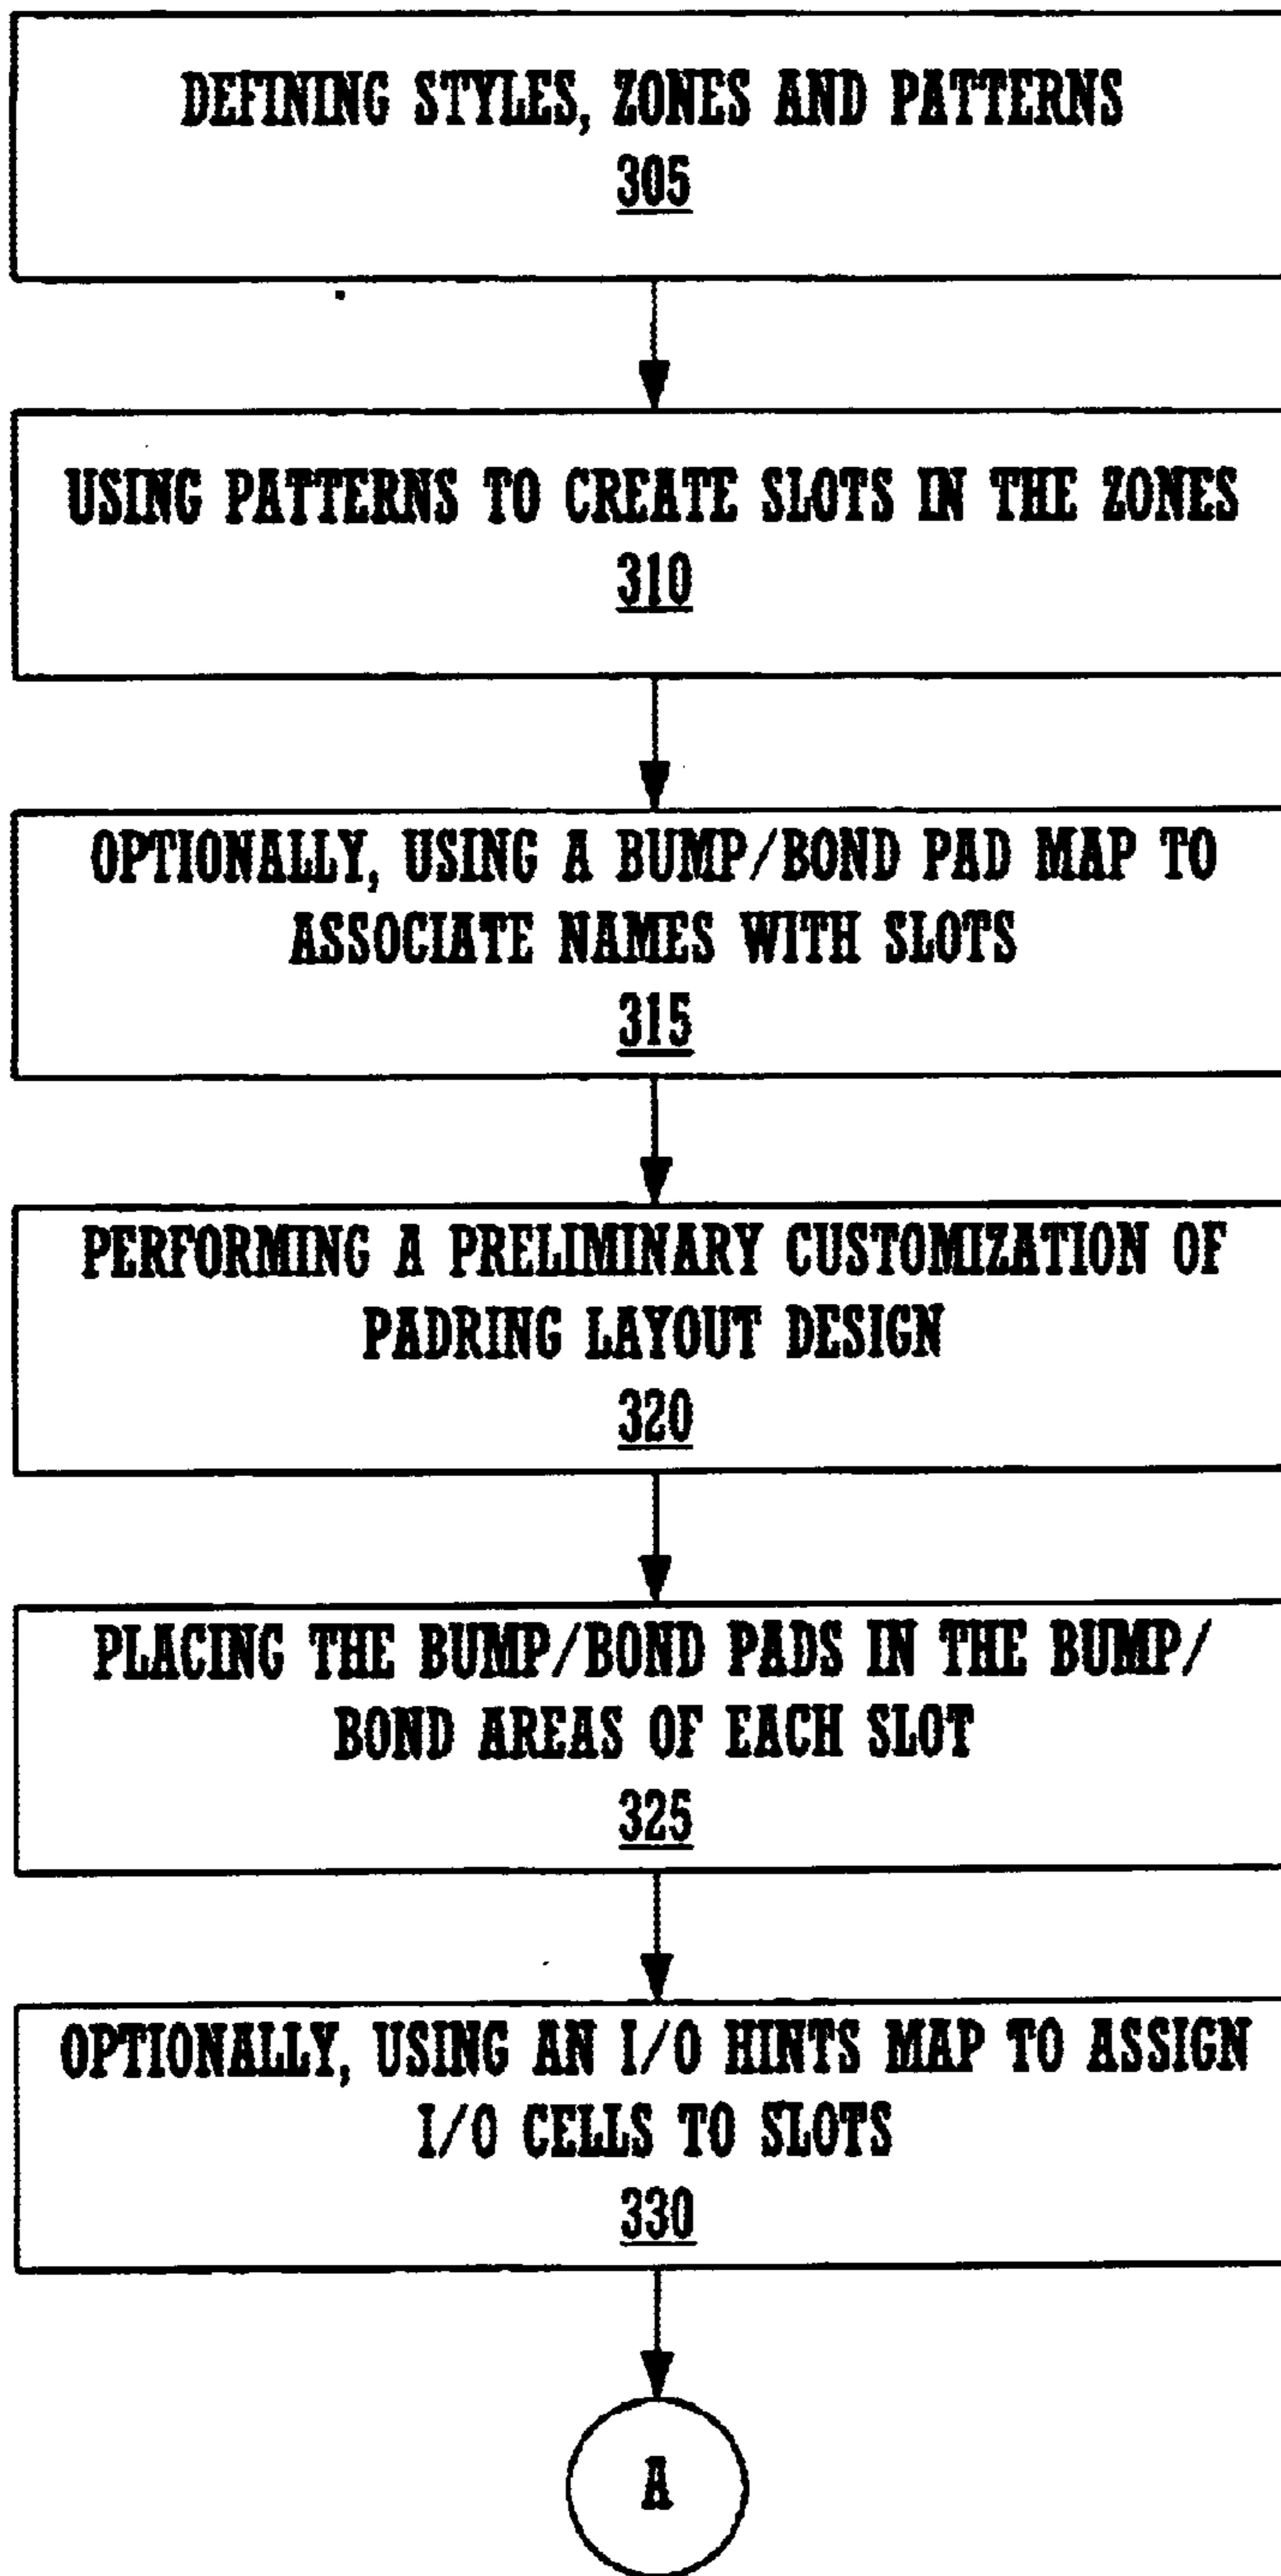 DEFINING STYLES, ZONES AND PATTERNS
305
USING PATTERNS TO CREATE SLOTS IN THE ZONES
310
OPTIONALLY, USING A BUMP/BOND PAD MAP TO
ASSOCIATE NAMES WITH SLOTS
315
PERFORMING A PRELIMINARY CUSTOMIZATION OF
PADRING LAYOUT DESIGN
320
PLACING THE BUMP/BOND PADS IN THE BUMP/
BOND AREAS OF EACH SLOT
325
OPTIONALLY, USING AN I/O HINTS MAP TO ASSIGN
I/O CELLS TO SLOTS
330
A